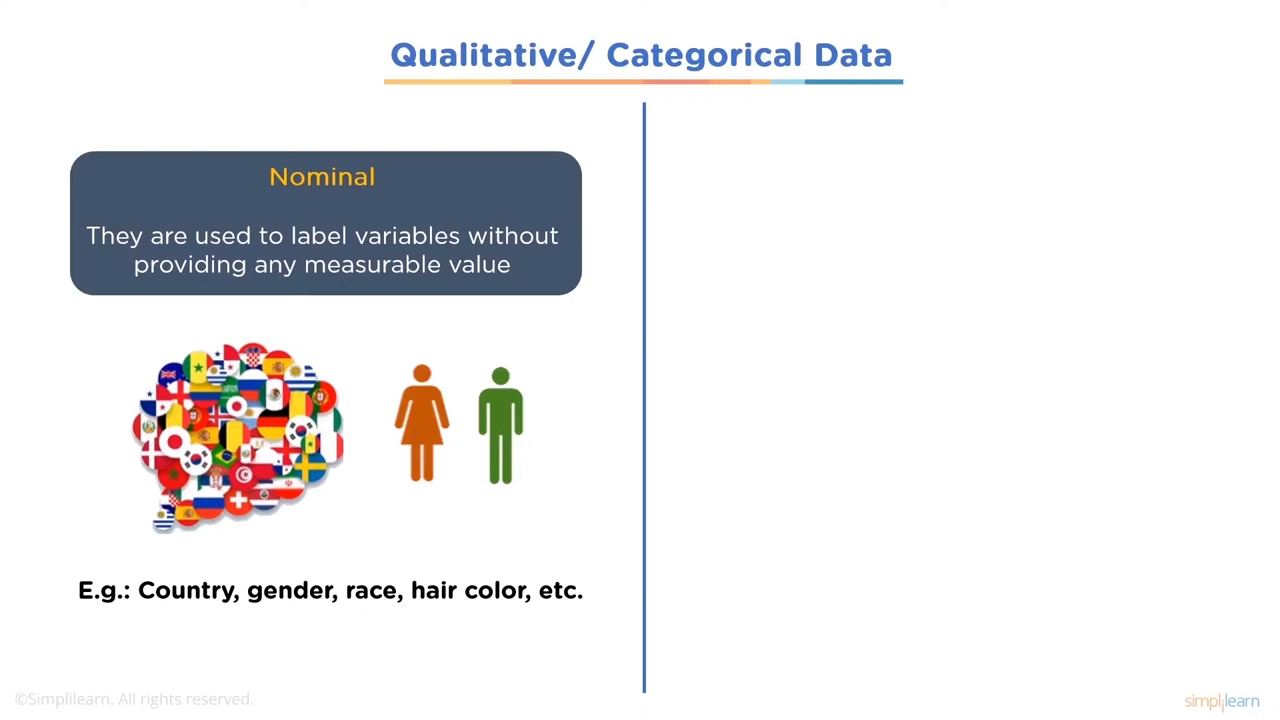 Qualitative/ Categorical Data
Nominal
They are used to label variables without
providing any measurable value
E.g.: Country, gender, race, hair color, etc.
©Simplilearn. All rights reserved.
simplilearn